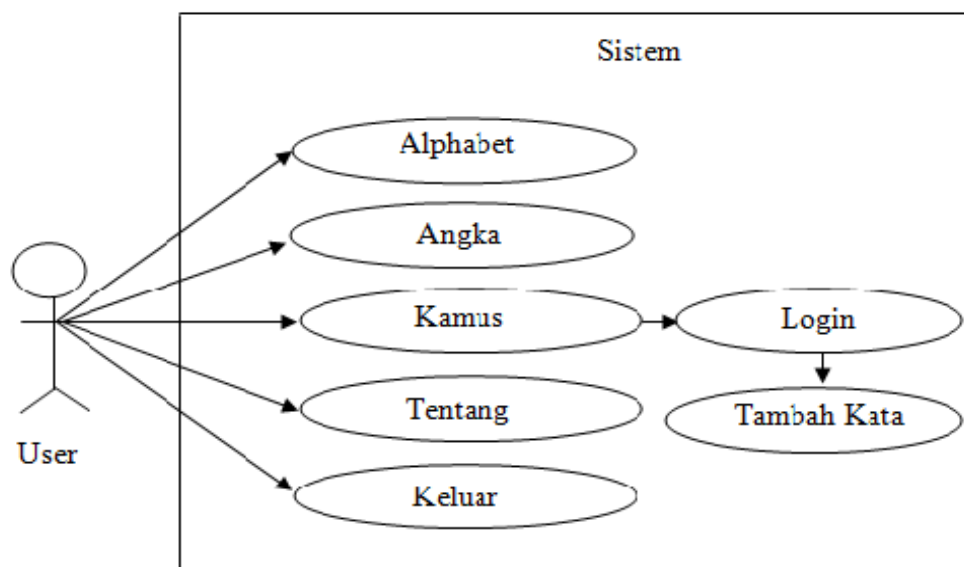 Sistem
Alphabet
Angka
Kamus
Login
Tentang
Tambah Kata
User
Keluar